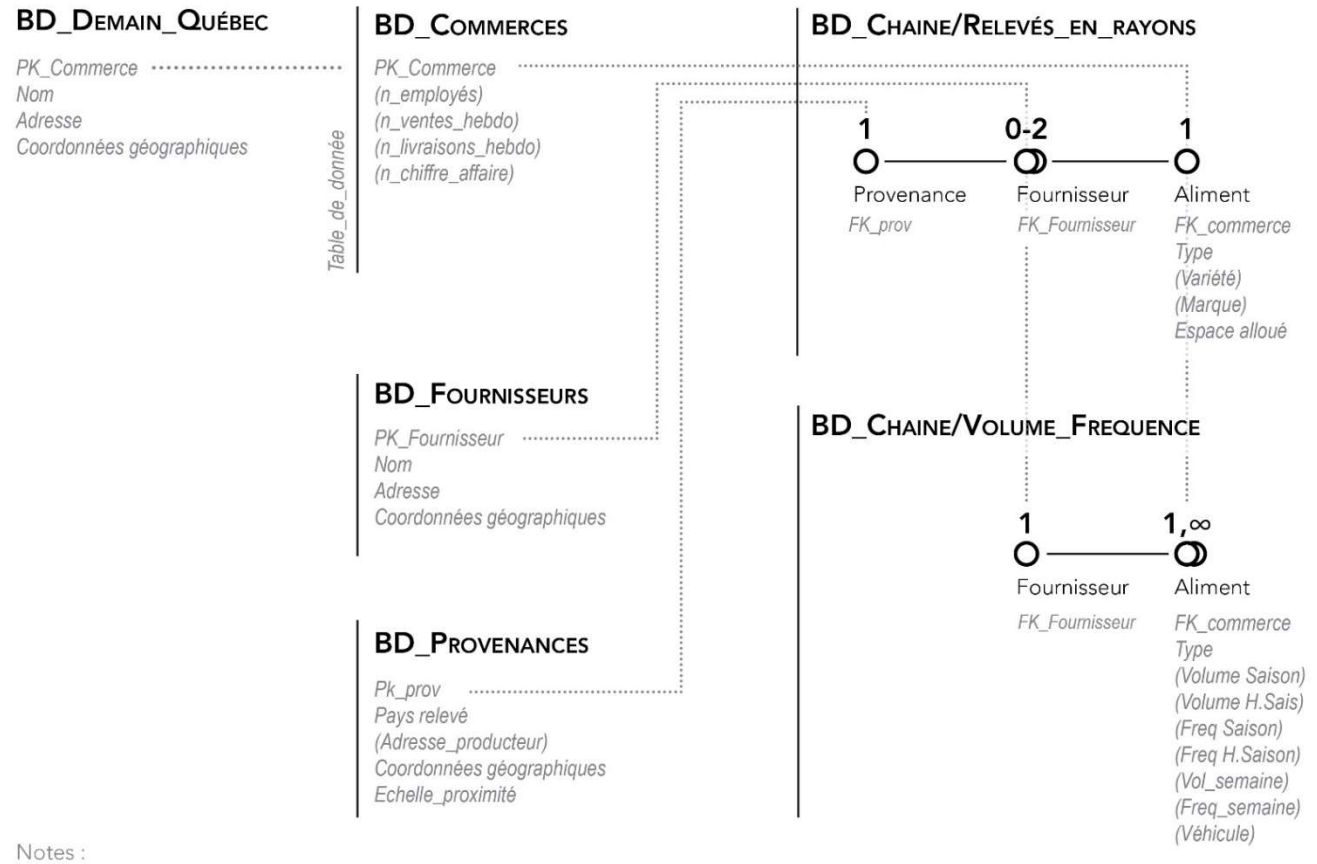 BD_DEMAIN_QUÉBEC
PK_Commerce
Nom
Adresse
Coordonnées géographiques
Table_de_donnée
BD_COMMERCES
PK_Commerce
(n_employés)
(n_ventes_hebdo)
(n_livraisons_hebdo)
(n_chiffre_affaire)
BD_FOURNISSEURS
PK_Fournisseur
Nom
Adresse
Coordonnées géographiques
BD_PROVENANCES
Pk_prov
Pays relevé
(Adresse_producteur)
Coordonnées géographiques
Echelle_proximité
BD_CHAINE/RELEVÉS_EN_RAYONS
1 0-2 1
Provenance Fournisseur Aliment
FK_prov FK_Fournisseur FK_commerce
Type
(Variété)
(Marque)
Espace alloué
BD_CHAINE/VOLUME_FREQUENCE
1 1,∞
Fournisseur Aliment
FK_Fournisseur FK_commerce
Type
(Volume Saison)
(Volume H.Sais)
(Freq Saison)
(Freq H.Saison)
(Vol_semaine)
(Freq_semaine)
(Véhicule)
Notes :